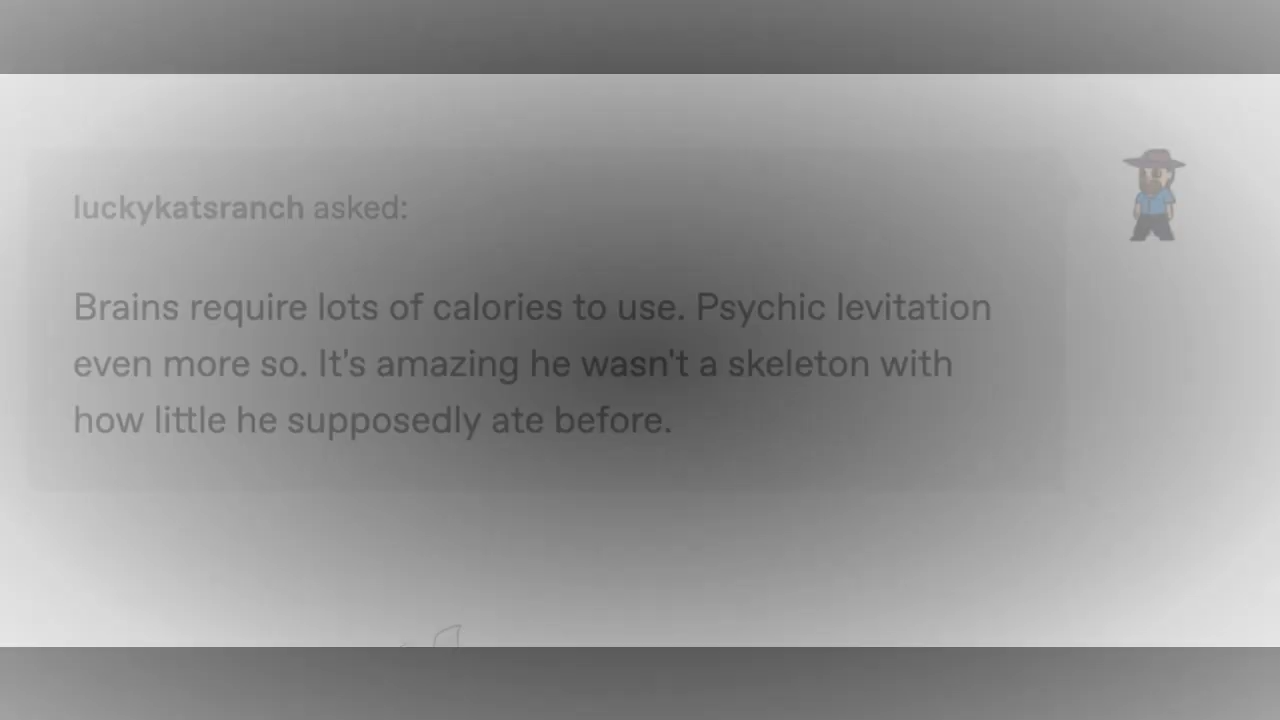 luckykatsranch asked:
Brains require lots of calories to use. Psychic levitation
even more so. It's amazing he wasn't a skeleton with
how little he supposedly ate before.